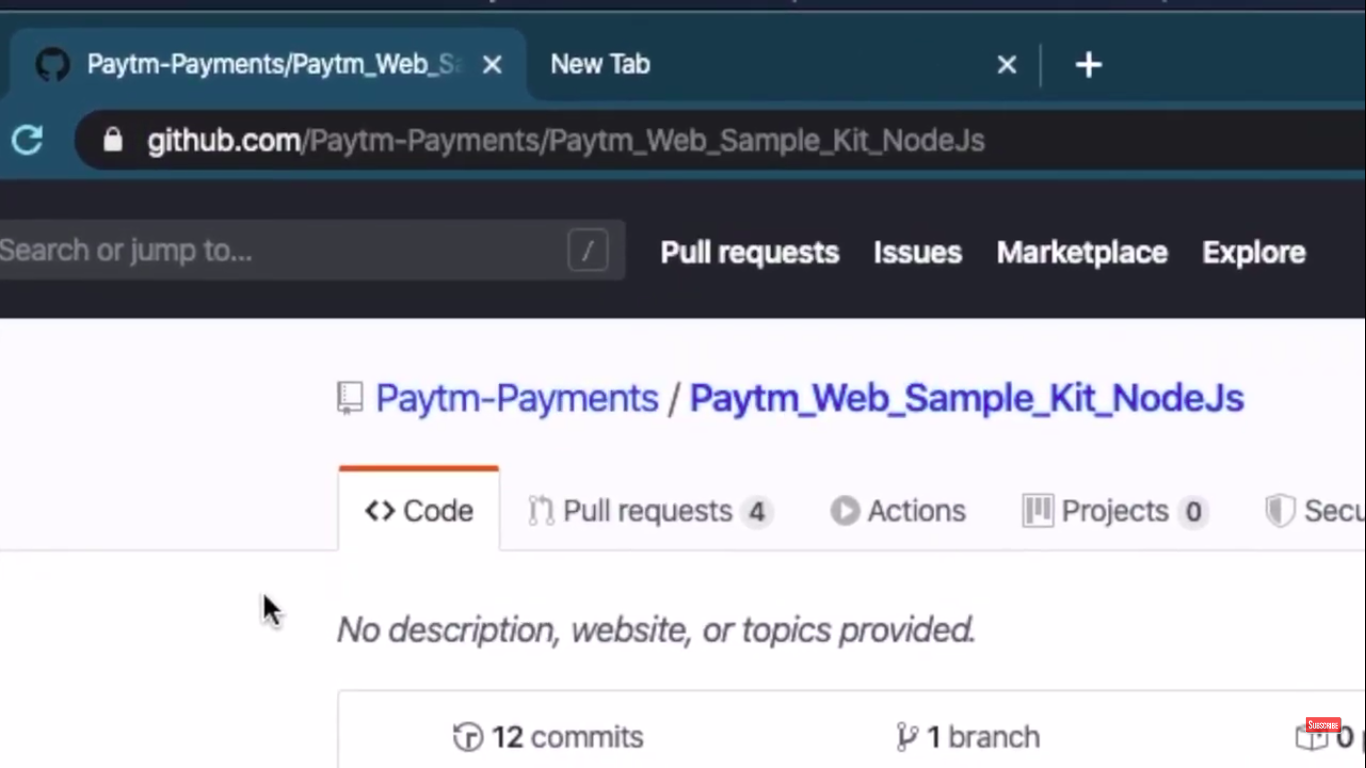 Paytm-Payments/Paytm_Web_Sa
New Tab
github.com/Paytm-Payments/Paytm_Web_Sample_Kit_NodeJs
Search or jump to...
/
Pull requests
Issues
Marketplace
Explore
Paytm-Payments / Paytm_Web_Sample_Kit_NodeJs
Code
Pull requests 4
Actions
Projects 0
Secu
No description, website, or topics provided.
12 commits
1 branch
0
SUBSCRIBE